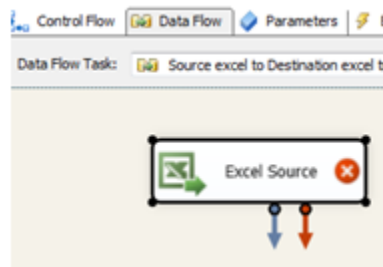 Control Flow Data Flow Parameters
Data Flow Task: Source excel to Destination excel t
Excel Source